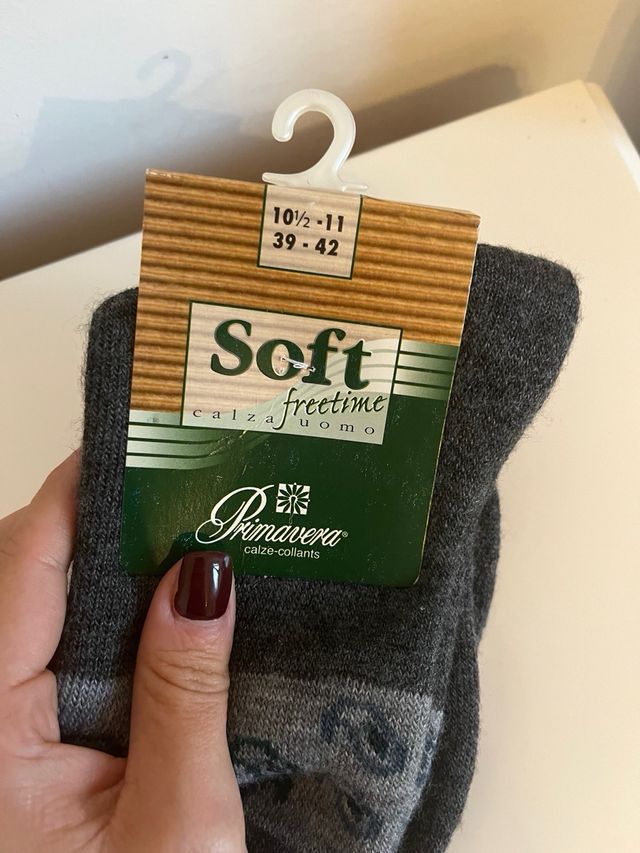 10½ - 11
39 - 42
Soft
freetime
calza uomo
Primavera®
calze-collants